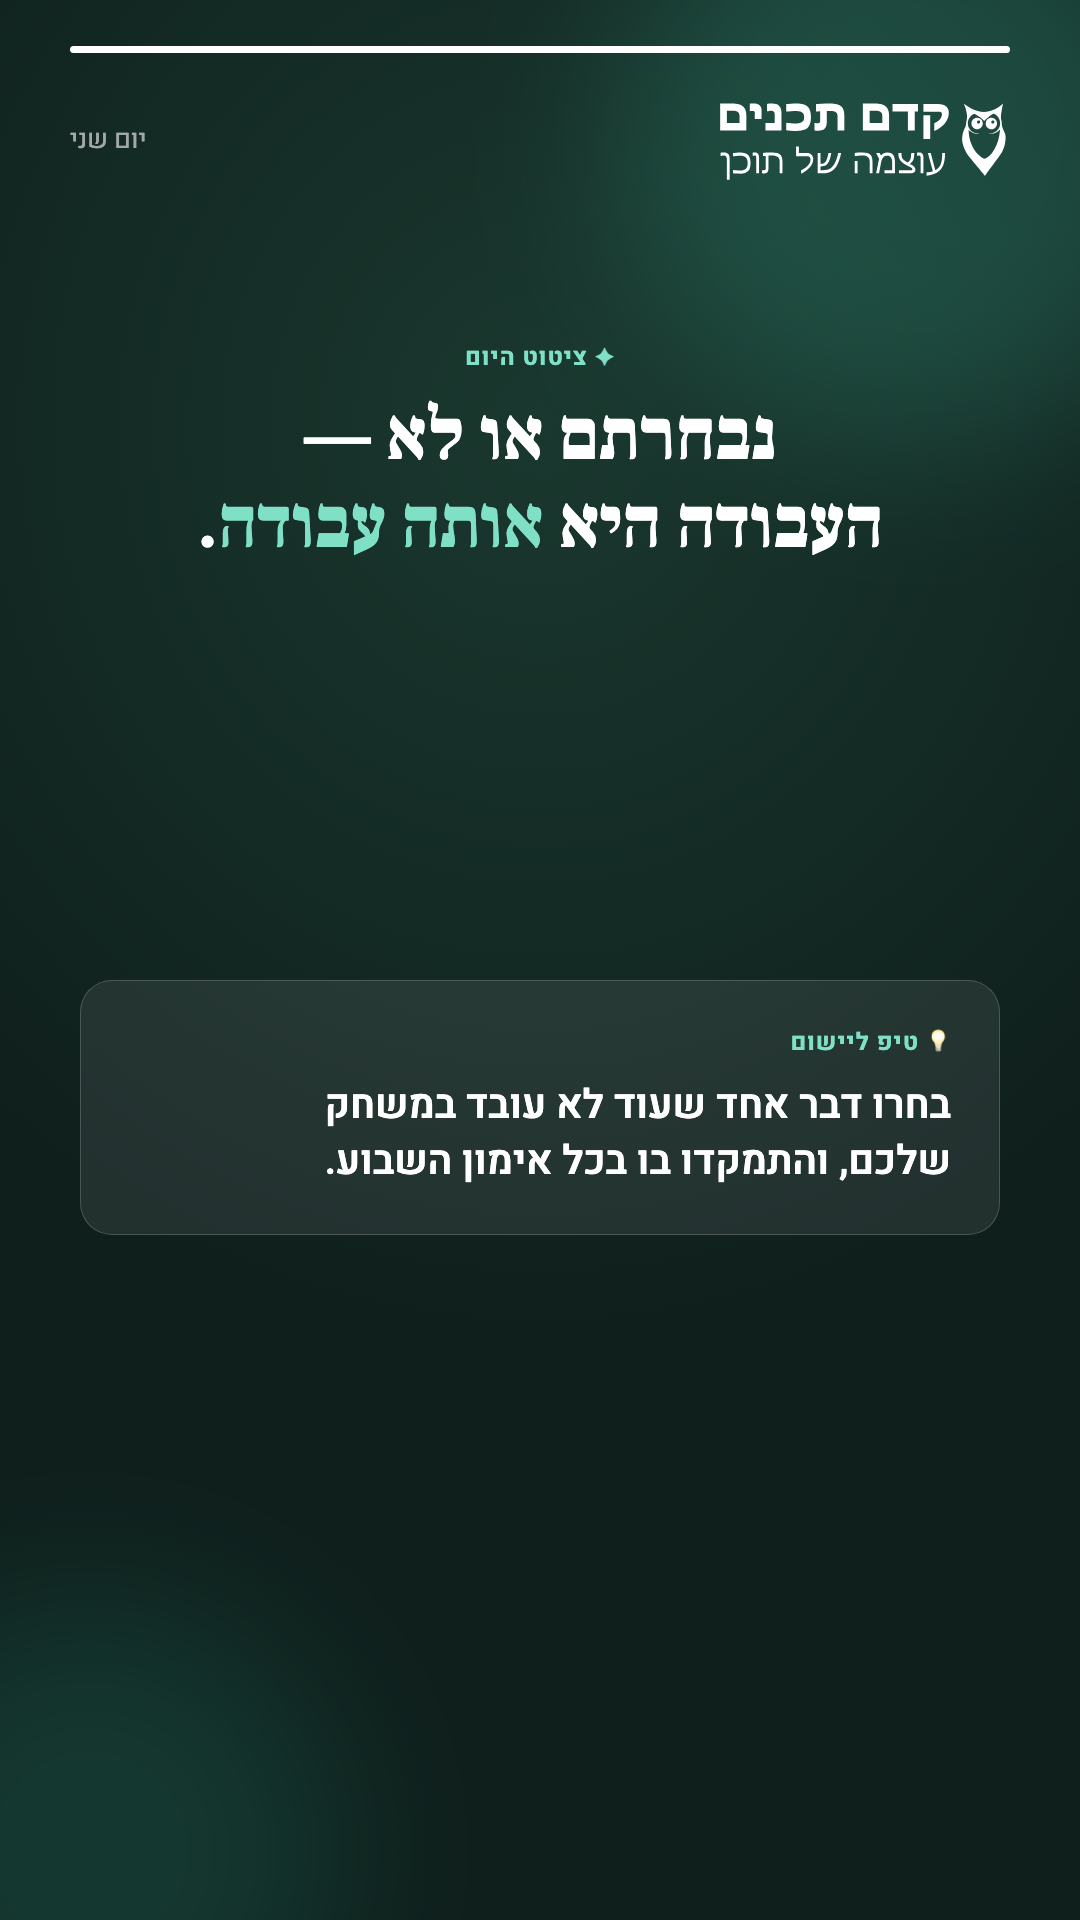 קדם תכנים
עוצמה של תוכן
יום שני
✦ ציטוט היום
נבחרתם או לא —
העבודה היא אותה עבודה.
💡 טיפ ליישום
בחרו דבר אחד שעוד לא עובד במשחק
שלכם, והתמקדו בו בכל אימון השבוע.